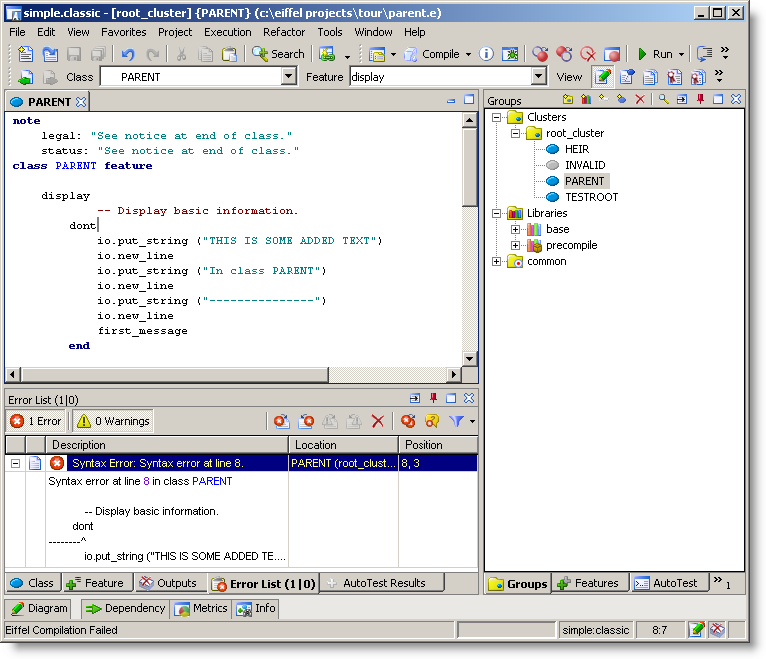 simple.classic - [root_cluster] {PARENT} (c:\eiffel projects\tour\parent.e)
File Edit View Favorites Project Execution Refactor Tools Window Help
Search Compile Run
Class PARENT Feature display View
PARENT
note
legal: "See notice at end of class."
status: "See notice at end of class."
class PARENT feature
display
-- Display basic information.
dont
io.put_string ("THIS IS SOME ADDED TEXT")
io.new_line
io.put_string ("In class PARENT")
io.new_line
io.put_string ("---------------")
io.new_line
first_message
end
Groups
Clusters
root_cluster
HEIR
INVALID
PARENT
TESTROOT
Libraries
base
precompile
common
Error List (1|0)
1 Error 0 Warnings
Description Location Position
Syntax Error: Syntax error at line 8. PARENT (root_clust... 8, 3
Syntax error at line 8 in class PARENT
-- Display basic information.
dont
--------^
io.put_string ("THIS IS SOME ADDED TE....
Class Feature Outputs Error List (1|0) AutoTest Results
Groups Features AutoTest 1
Diagram Dependency Metrics Info
Eiffel Compilation Failed simple:classic 8:7